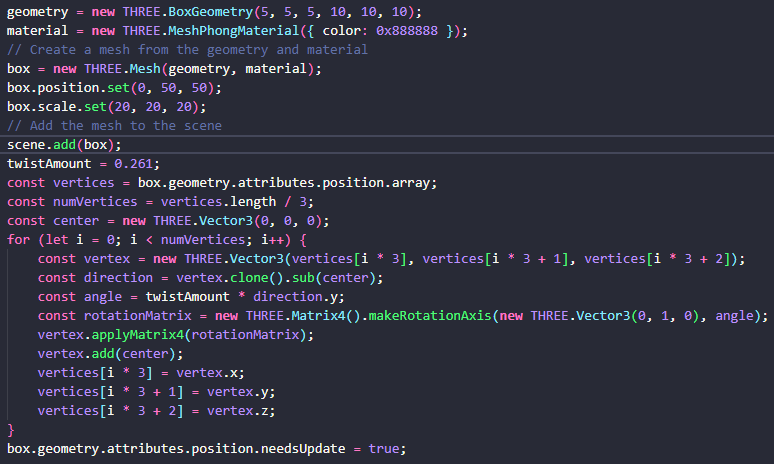 geometry = new THREE.BoxGeometry(5, 5, 5, 10, 10, 10);
material = new THREE.MeshPhongMaterial({ color: 0x888888 });
// Create a mesh from the geometry and material
box = new THREE.Mesh(geometry, material);
box.position.set(0, 50, 50);
box.scale.set(20, 20, 20);
// Add the mesh to the scene
scene.add(box);
twistAmount = 0.261;
const vertices = box.geometry.attributes.position.array;
const numVertices = vertices.length / 3;
const center = new THREE.Vector3(0, 0, 0);
for (let i = 0; i < numVertices; i++) {
    const vertex = new THREE.Vector3(vertices[i * 3], vertices[i * 3 + 1], vertices[i * 3 + 2]);
    const direction = vertex.clone().sub(center);
    const angle = twistAmount * direction.y;
    const rotationMatrix = new THREE.Matrix4().makeRotationAxis(new THREE.Vector3(0, 1, 0), angle);
    vertex.applyMatrix4(rotationMatrix);
    vertex.add(center);
    vertices[i * 3] = vertex.x;
    vertices[i * 3 + 1] = vertex.y;
    vertices[i * 3 + 2] = vertex.z;
}
box.geometry.attributes.position.needsUpdate = true;